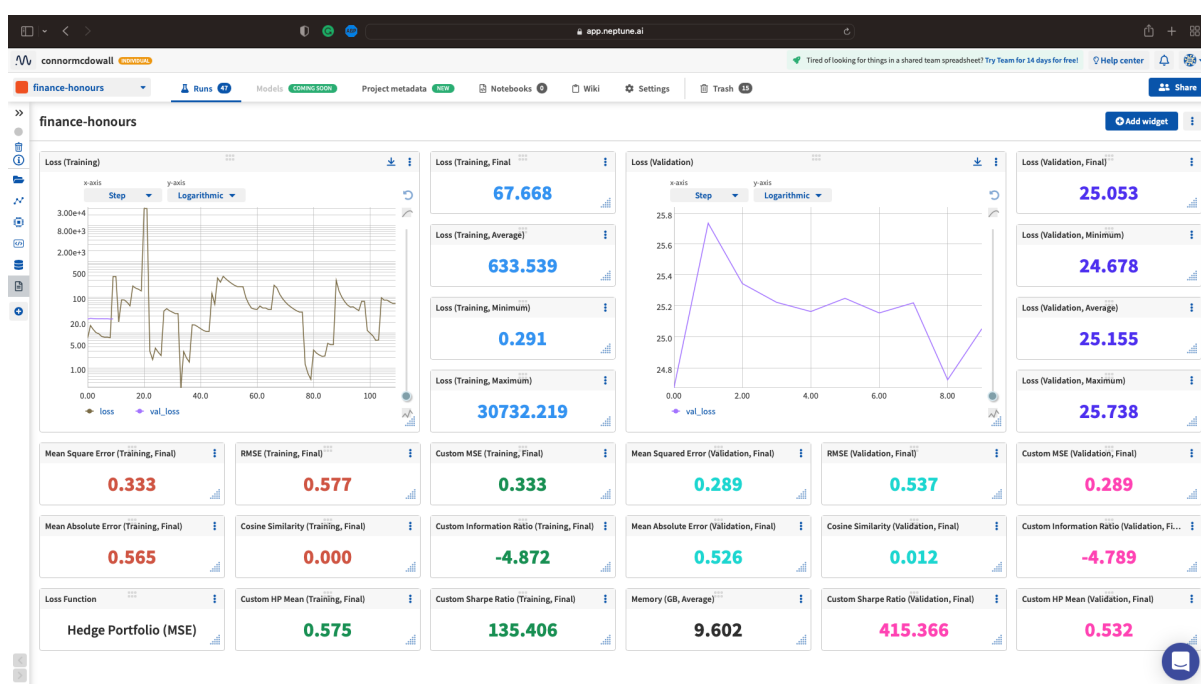 app.neptune.ai
connormcdowall INDIVIDUAL
Tired of looking for things in a shared team spreadsheet? Try Team for 14 days for free!
Help center
finance-honours
Runs 47
Models COMING SOON
Project metadata NEW
Notebooks 0
Wiki
Settings
Trash 15
Share
finance-honours
Add widget
Loss (Training)
x-axis
Step
y-axis
Logarithmic
3.00e+4
8.00e+3
2.00e+3
500
100
20.0
5.00
1.00
0.00 20.0 40.0 60.0 80.0 100
loss val_loss
Loss (Training, Final)
67.668
Loss (Training, Average)
633.539
Loss (Training, Minimum)
0.291
Loss (Training, Maximum)
30732.219
Loss (Validation)
x-axis
Step
y-axis
Logarithmic
25.8
25.6
25.4
25.2
25.0
24.8
0.00 2.00 4.00 6.00 8.00
val_loss
Loss (Validation, Final)
25.053
Loss (Validation, Minimum)
24.678
Loss (Validation, Average)
25.155
Loss (Validation, Maximum)
25.738
Mean Square Error (Training, Final)
0.333
RMSE (Training, Final)
0.577
Custom MSE (Training, Final)
0.333
Mean Squared Error (Validation, Final)
0.289
RMSE (Validation, Final)
0.537
Custom MSE (Validation, Final)
0.289
Mean Absolute Error (Training, Final)
0.565
Cosine Similarity (Training, Final)
0.000
Custom Information Ratio (Training, Final)
-4.872
Mean Absolute Error (Validation, Final)
0.526
Cosine Similarity (Validation, Final)
0.012
Custom Information Ratio (Validation, Fi...
-4.789
Loss Function
Hedge Portfolio (MSE)
Custom HP Mean (Training, Final)
0.575
Custom Sharpe Ratio (Training, Final)
135.406
Memory (GB, Average)
9.602
Custom Sharpe Ratio (Validation, Final)
415.366
Custom HP Mean (Validation, Final)
0.532